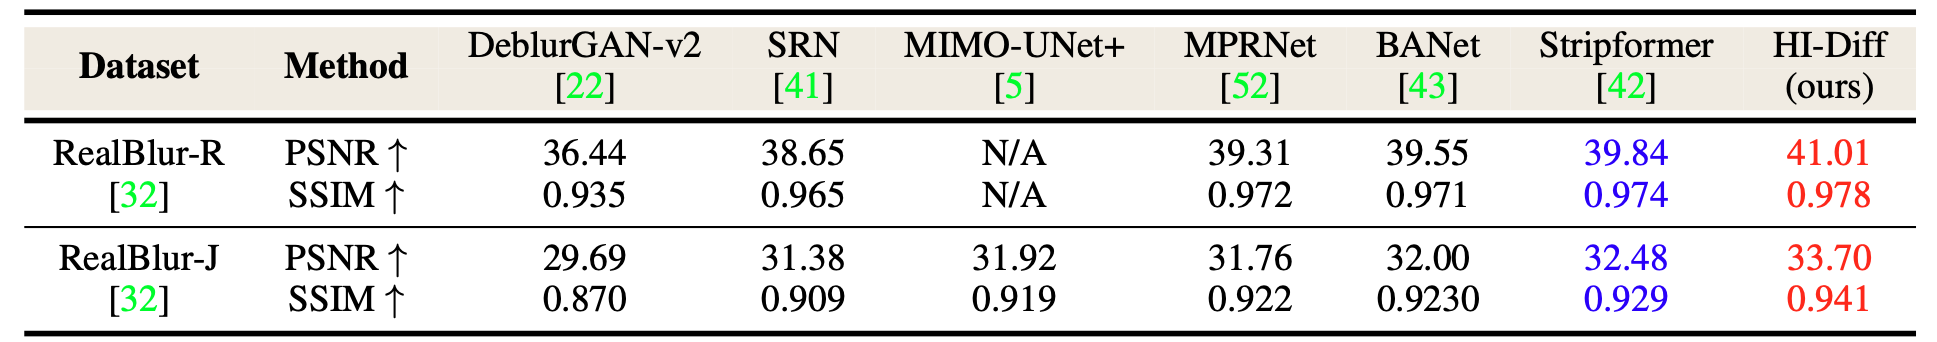 Dataset Method DeblurGAN-v2 SRN MIMO-UNet+ MPRNet BANet Stripformer HI-Diff
[22] [41] [5] [52] [43] [42] (ours)
RealBlur-R PSNR ↑ 36.44 38.65 N/A 39.31 39.55 39.84 41.01
[32] SSIM ↑ 0.935 0.965 N/A 0.972 0.971 0.974 0.978
RealBlur-J PSNR ↑ 29.69 31.38 31.92 31.76 32.00 32.48 33.70
[32] SSIM ↑ 0.870 0.909 0.919 0.922 0.9230 0.929 0.941